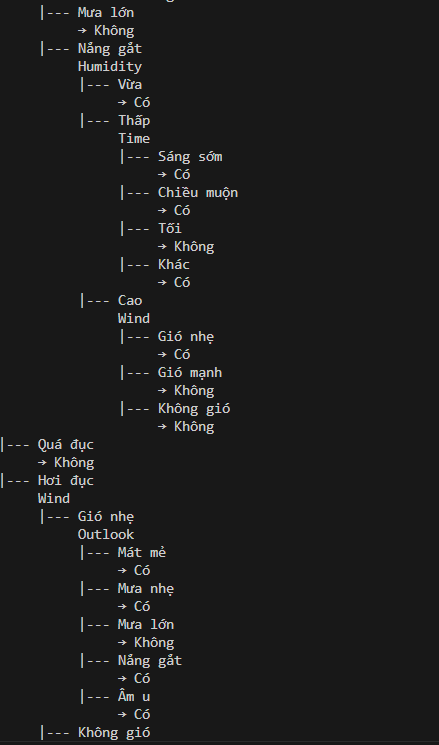 |--- Mưa lớn
→ Không
|--- Nắng gắt
Humidity
|--- Vừa
→ Có
|--- Thấp
Time
|--- Sáng sớm
→ Có
|--- Chiều muộn
→ Có
|--- Tối
→ Không
|--- Khác
→ Có
|--- Cao
Wind
|--- Gió nhẹ
→ Có
|--- Gió mạnh
→ Không
|--- Không gió
→ Không
|--- Quá đục
→ Không
|--- Hơi đục
Wind
|--- Gió nhẹ
Outlook
|--- Mát mẻ
→ Có
|--- Mưa nhẹ
→ Có
|--- Mưa lớn
→ Không
|--- Nắng gắt
→ Có
|--- Âm u
→ Có
|--- Không gió